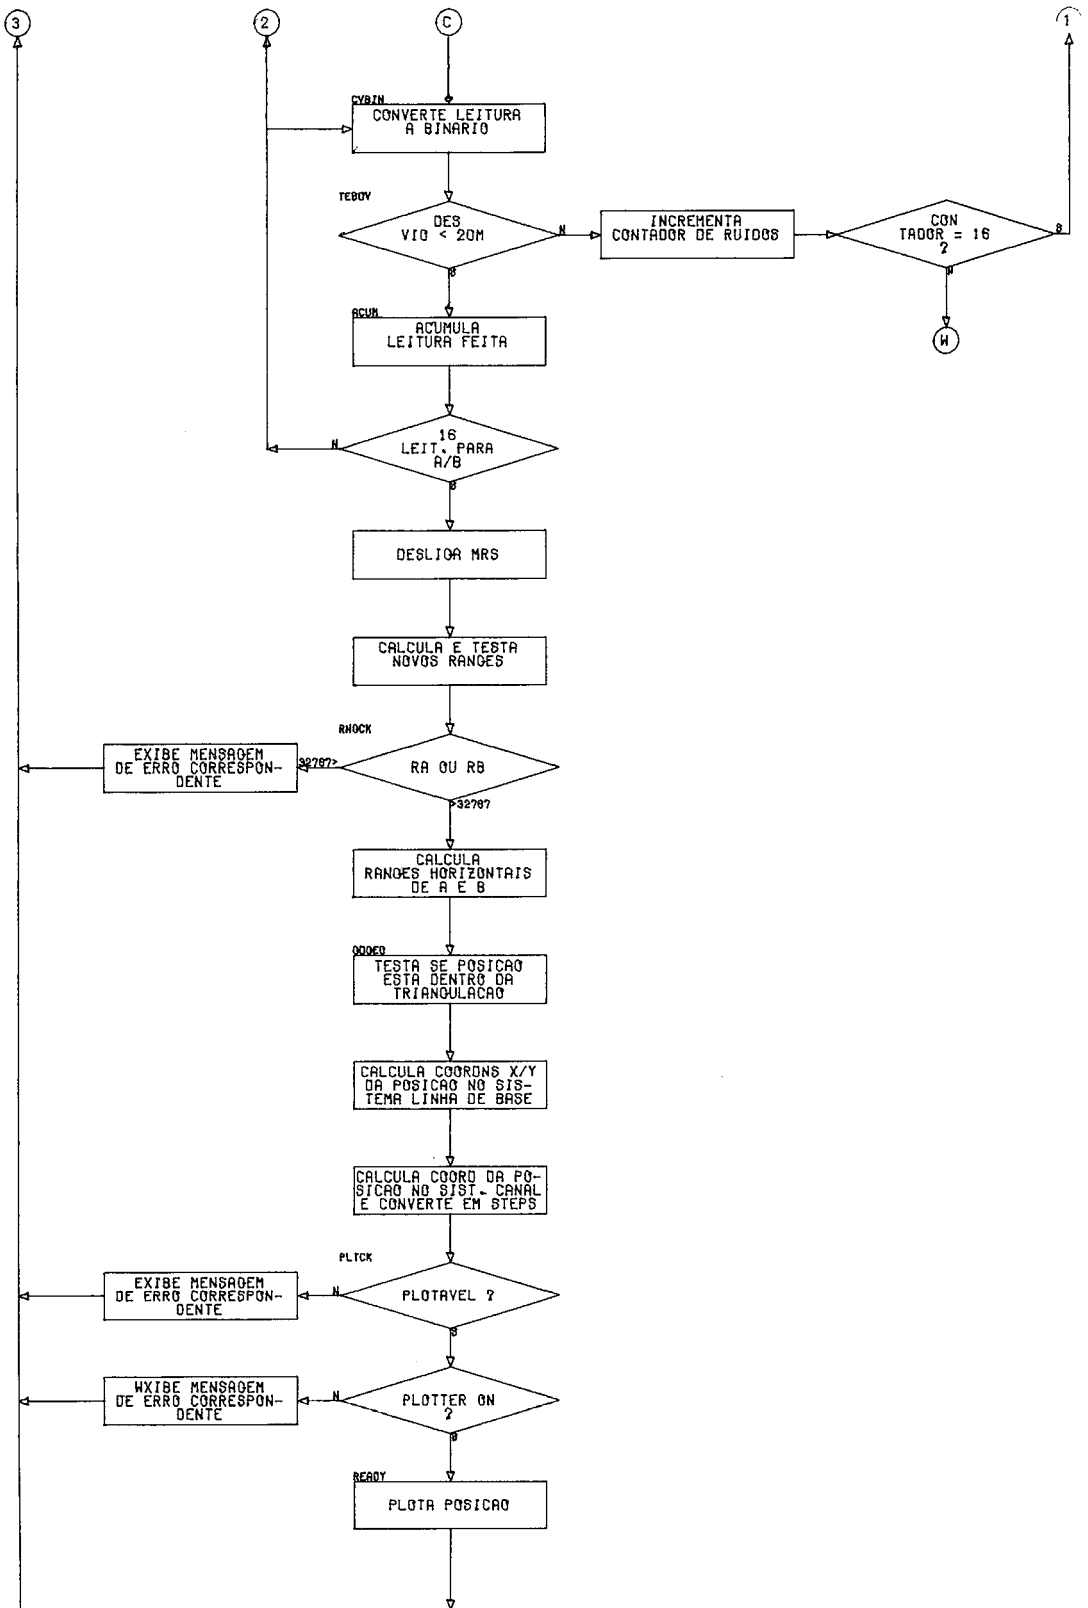 3
2
C
1
CVBIN
CONVERTE LEITURA
A BINARIO
TEBOV
DES
VIO < 20M
N
INCREMENTA
CONTADOR DE RUIDOS
CON
TADOR = 16
?
S
N
W
S
ACUM
ACUMULA
LEITURA FEITA
16
LEIT. PARA
A/B
N
S
DESLIGA MRS
CALCULA E TESTA
NOVOS RANGES
RNOCK
RA OU RB
32767>
EXIBE MENSAGEM
DE ERRO CORRESPON-
DENTE
>32767
CALCULA
RANGES HORIZONTAIS
DE A E B
GOGEO
TESTA SE POSICAO
ESTA DENTRO DA
TRIANGULACAO
CALCULA COORDNS X/Y
DA POSICAO NO SIS-
TEMA LINHA DE BASE
CALCULA COORD DA PO-
SICAO NO SIST. CANAL
E CONVERTE EM STEPS
PLTCK
PLOTAVEL ?
N
EXIBE MENSAGEM
DE ERRO CORRESPON-
DENTE
S
PLOTTER ON
?
N
WXIBE MENSAGEM
DE ERRO CORRESPON-
DENTE
S
READY
PLOTA POSICAO